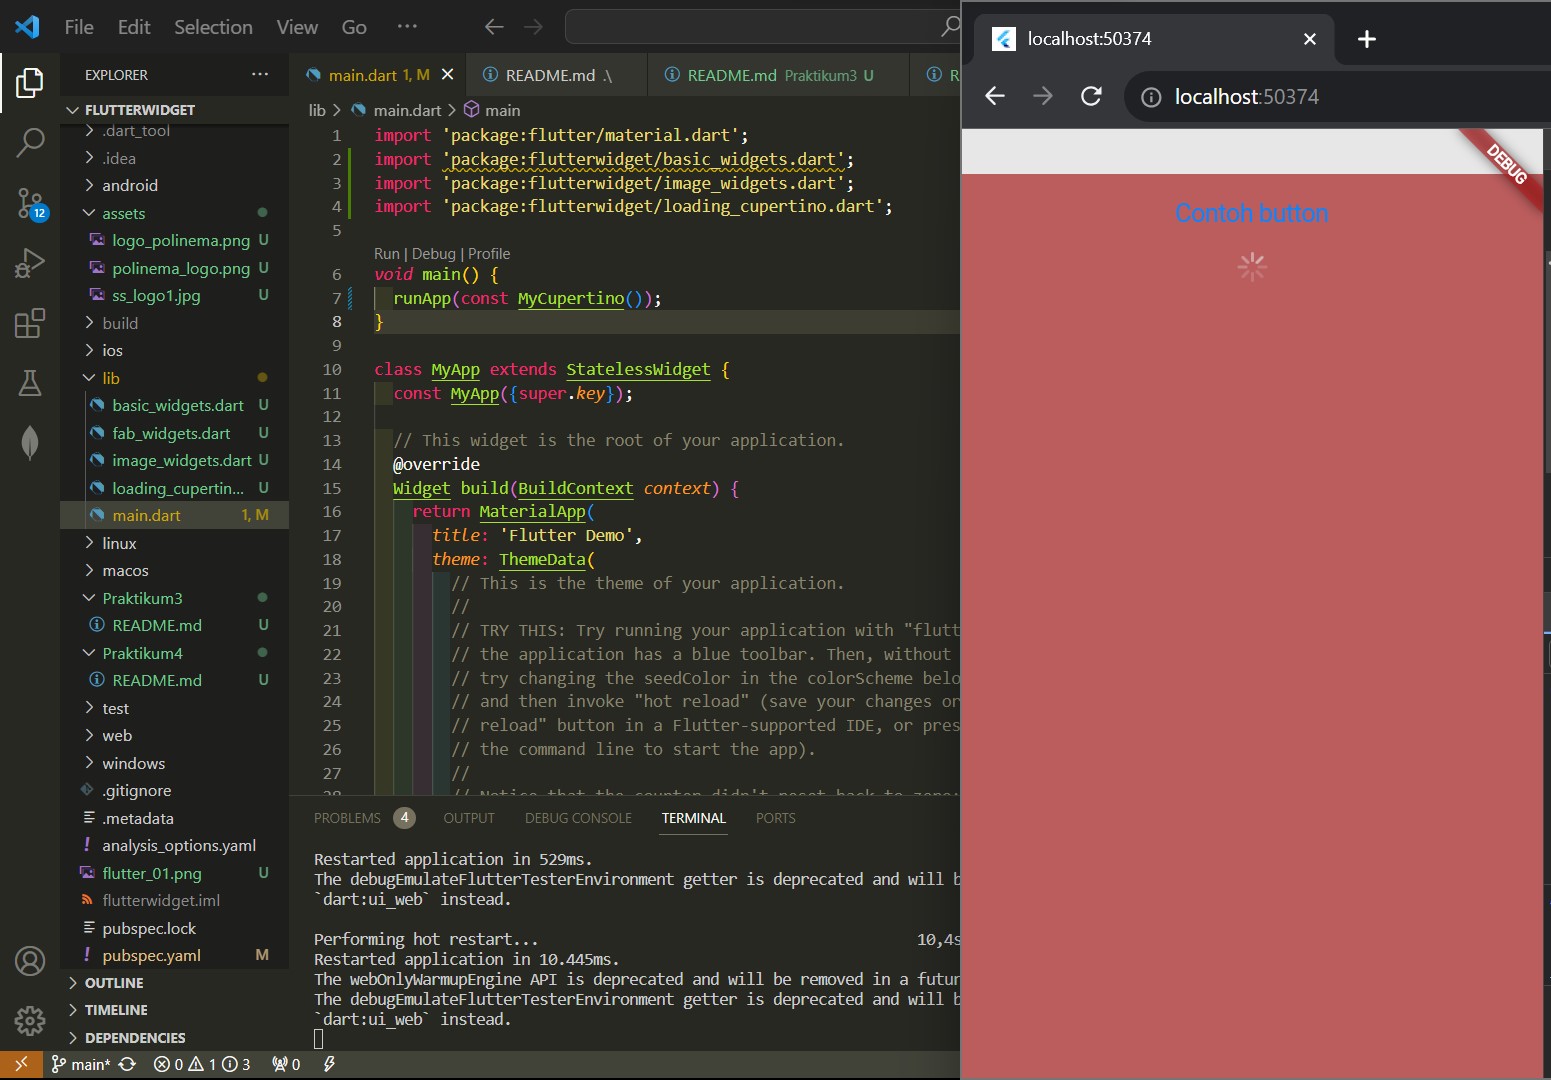 File Edit Selection View Go ···
EXPLORER ···
FLUTTERWIDGET
.dart_tool
.idea
android
assets
logo_polinema.png U
polinema_logo.png U
ss_logo1.jpg U
build
ios
lib
basic_widgets.dart U
fab_widgets.dart U
image_widgets.dart U
loading_cupertin... U
main.dart 1, M
linux
macos
Praktikum3
README.md U
Praktikum4
README.md U
test
web
windows
.gitignore
.metadata
analysis_options.yaml
flutter_01.png U
flutterwidget.iml
pubspec.lock
pubspec.yaml M
OUTLINE
TIMELINE
DEPENDENCIES
12
main.dart 1, M README.md .\ README.md Praktikum3 U R
lib > main.dart > main
1 import 'package:flutter/material.dart';
2 import 'package:flutterwidget/basic_widgets.dart';
3 import 'package:flutterwidget/image_widgets.dart';
4 import 'package:flutterwidget/loading_cupertino.dart';
5
Run | Debug | Profile
6 void main() {
7 runApp(const MyCupertino());
8 }
9
10 class MyApp extends StatelessWidget {
11 const MyApp({super.key});
12
13 // This widget is the root of your application.
14 @override
15 Widget build(BuildContext context) {
16 return MaterialApp(
17 title: 'Flutter Demo',
18 theme: ThemeData(
19 // This is the theme of your application.
20 //
21 // TRY THIS: Try running your application with "flutt
22 // the application has a blue toolbar. Then, without
23 // try changing the seedColor in the colorScheme belo
24 // and then invoke "hot reload" (save your changes or
25 // reload" button in a Flutter-supported IDE, or pres
26 // the command line to start the app).
27 //
28 // Notice that the counter didn't reset back to zero;
PROBLEMS 4 OUTPUT DEBUG CONSOLE TERMINAL PORTS
Restarted application in 529ms.
The debugEmulateFlutterTesterEnvironment getter is deprecated and will b
`dart:ui_web` instead.
Performing hot restart... 10,4s
Restarted application in 10.445ms.
The webOnlyWarmupEngine API is deprecated and will be removed in a futur
The debugEmulateFlutterTesterEnvironment getter is deprecated and will b
`dart:ui_web` instead.
main* 0 1 3 0
localhost:50374
localhost:50374
DEBUG
Contoh button